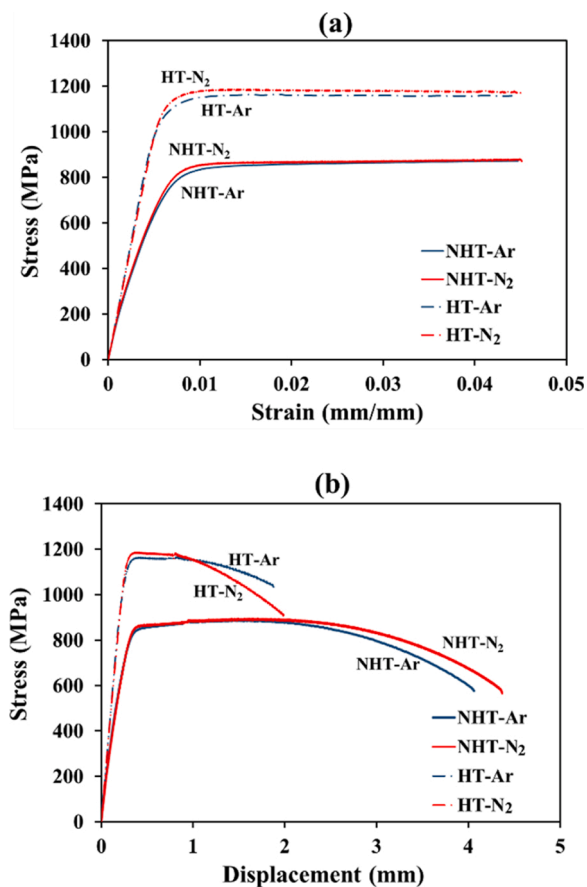 (a)
1400
1200
1000
800
600
400
200
0
Stress (MPa)
HT-N₂
HT-Ar
NHT-N₂
NHT-Ar
NHT-Ar
NHT-N₂
HT-Ar
HT-N₂
0 0.01 0.02 0.03 0.04 0.05
Strain (mm/mm)
(b)
1400
1200
1000
800
600
400
200
0
Stress (MPa)
HT-Ar
HT-N₂
NHT-N₂
NHT-Ar
NHT-Ar
NHT-N₂
HT-Ar
HT-N₂
0 1 2 3 4 5
Displacement (mm)